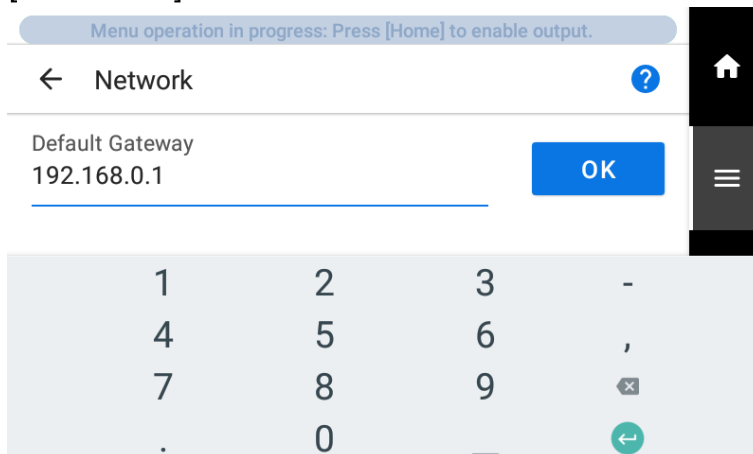 Menu operation in progress: Press [Home] to enable output.
Network
?
Default Gateway
192.168.0.1
OK
1 2 3 -
4 5 6 ,
7 8 9
. 0 _